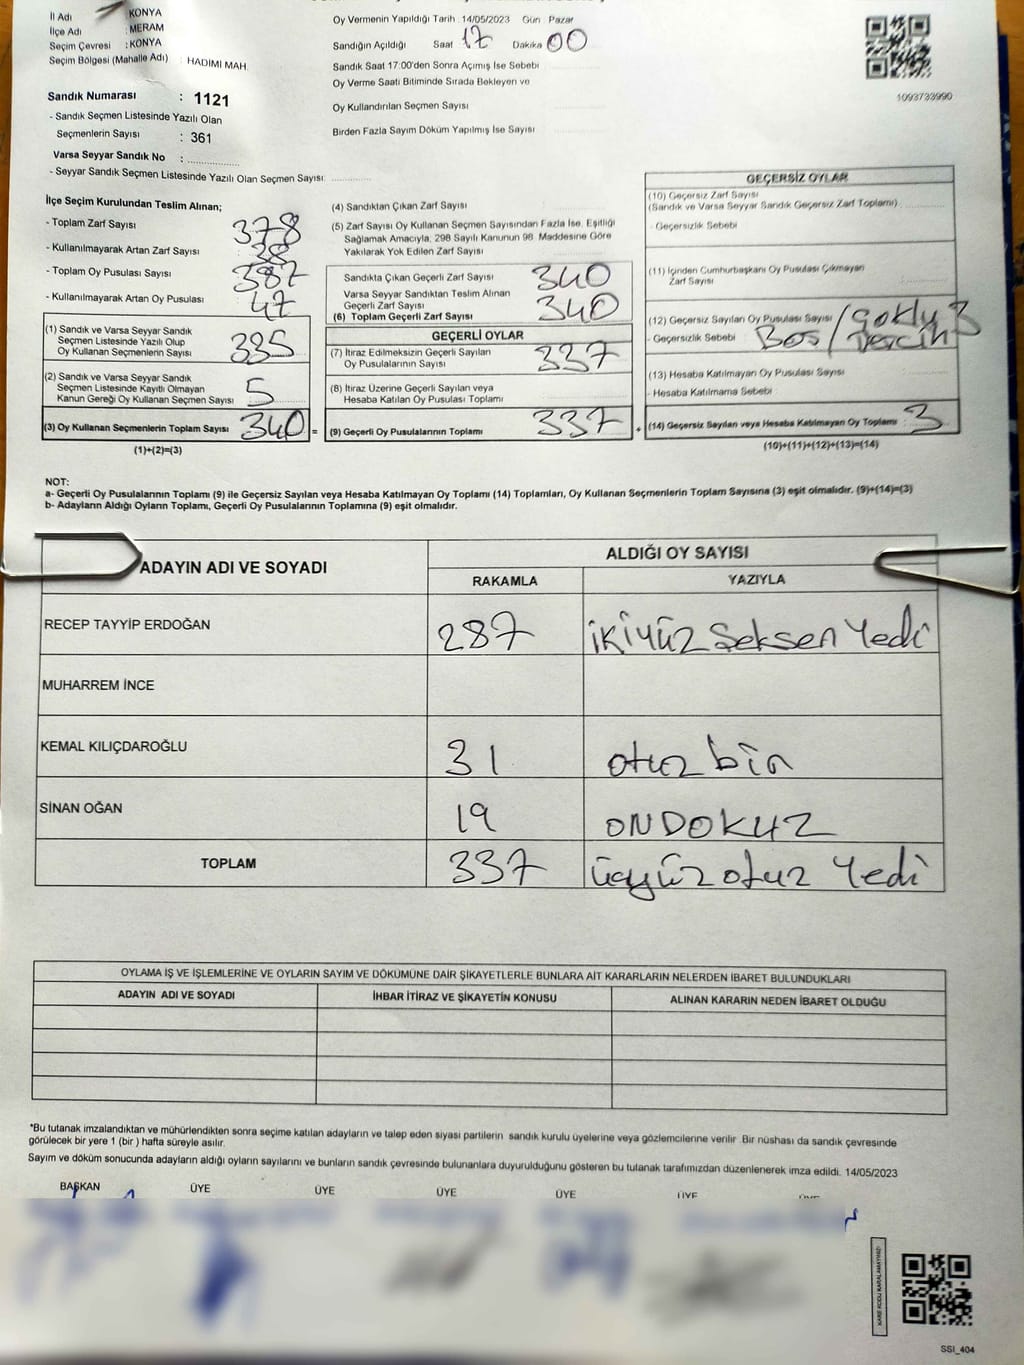 İl Adı : KONYA
İlçe Adı : MERAM
Seçim Çevresi : KONYA
Seçim Bölgesi (Mahalle Adı) : HADIMI MAH.
Sandık Numarası : 1121
- Sandık Seçmen Listesinde Yazılı Olan
Seçmenlerin Sayısı : 361
Varsa Seyyar Sandık No :
- Seyyar Sandık Seçmen Listesinde Yazılı Olan Seçmen Sayısı:
Oy Vermenin Yapıldığı Tarih : 14/05/2023 Gün Pazar
Sandığın Açıldığı Saat 17 Dakika 00
Sandık Saat 17:00'den Sonra Açımış İse Sebebi
Oy Verme Saati Bitiminde Sırada Bekleyen ve
Oy Kullandırılan Seçmen Sayısı
Birden Fazla Sayım Döküm Yapılmış İse Sayısı
1093733990
İlçe Seçim Kurulundan Teslim Alınan;
- Toplam Zarf Sayısı 378
- Kullanılmayarak Artan Zarf Sayısı 38
- Toplam Oy Pusulası Sayısı 387
- Kullanılmayarak Artan Oy Pusulası 47
(1) Sandık ve Varsa Seyyar Sandık
Seçmen Listesinde Yazılı Olup
Oy Kullanan Seçmenlerin Sayısı 335
(2) Sandık ve Varsa Seyyar Sandık
Seçmen Listesinde Kayıtlı Olmayan
Kanun Gereği Oy Kullanan Seçmen Sayısı 5
(3) Oy Kullanan Seçmenlerin Toplam Sayısı 340 =
(1)+(2)=(3)
(4) Sandıktan Çıkan Zarf Sayısı
(5) Zarf Sayısı Oy Kullanan Seçmen Sayısından Fazla İse, Eşitliği
Sağlamak Amacıyla, 298 Sayılı Kanunun 98. Maddesine Göre
Yakılarak Yok Edilen Zarf Sayısı
Sandıkta Çıkan Geçerli Zarf Sayısı 340
Varsa Seyyar Sandıktan Teslim Alınan
Geçerli Zarf Sayısı
(6) Toplam Geçerli Zarf Sayısı 340
GEÇERLİ OYLAR
(7) İtiraz Edilmeksizin Geçerli Sayılan
Oy Pusulalarının Sayısı 337
(8) İtiraz Üzerine Geçerli Sayılan veya
Hesaba Katılan Oy Pusulası Toplamı
(9) Geçerli Oy Pusulalarının Toplamı 337 +
GEÇERSİZ OYLAR
(10) Geçersiz Zarf Sayısı
(Sandık ve Varsa Seyyar Sandık Geçersiz Zarf Toplamı)
- Geçersizlik Sebebi
(11) İçinden Cumhurbaşkanı Oy Pusulası Çıkmayan
Zarf Sayısı
(12) Geçersiz Sayılan Oy Pusulası Sayısı 3
- Geçersizlik Sebebi Boş / Çoklu Tercih
(13) Hesaba Katılmayan Oy Pusulası Sayısı
- Hesaba Katılmama Sebebi
(14) Geçersiz Sayılan veya Hesaba Katılmayan Oy Toplamı 3
(10)+(11)+(12)+(13)=(14)
NOT:
a- Geçerli Oy Pusulalarının Toplamı (9) ile Geçersiz Sayılan veya Hesaba Katılmayan Oy Toplamı (14) Toplamları, Oy Kullanan Seçmenlerin Toplam Sayısına (3) eşit olmalıdır. (9)+(14)=(3)
b- Adayların Aldığı Oyların Toplamı, Geçerli Oy Pusulalarının Toplamına (9) eşit olmalıdır.
ADAYIN ADI VE SOYADI
ALDIĞI OY SAYISI
RAKAMLA YAZIYLA
RECEP TAYYİP ERDOĞAN 287 ikiyüz Seksen Yedi
MUHARREM İNCE
KEMAL KILIÇDAROĞLU 31 otuz bir
SİNAN OĞAN 19 ONDOKUZ
TOPLAM 337 üçyüz otuz Yedi
OYLAMA İŞ VE İŞLEMLERİNE VE OYLARIN SAYIM VE DÖKÜMÜNE DAİR ŞİKAYETLERLE BUNLARA AİT KARARLARIN NELERDEN İBARET BULUNDUKLARI
ADAYIN ADI VE SOYADI İHBAR İTİRAZ VE ŞİKAYETİN KONUSU ALINAN KARARIN NEDEN İBARET OLDUĞU
*Bu tutanak imzalandıktan ve mühürlendikten sonra seçime katılan adayların ve talep eden siyasi partilerin sandık kurulu üyelerine veya gözlemcilerine verilir. Bir nüshası da sandık çevresinde
görülecek bir yere 1 (bir) hafta süreyle asılır.
Sayım ve döküm sonucunda adayların aldığı oyların sayılarını ve bunların sandık çevresinde bulunanlara duyurulduğunu gösteren bu tutanak tarafımızdan düzenlenerek imza edildi. 14/05/2023
BAŞKAN ÜYE ÜYE ÜYE ÜYE ÜYE ÜYE
KARE KODU KARALAMAYINIZ!
SSI_404